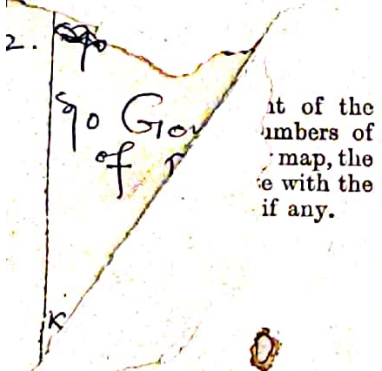 2.
90 Gov
of
nt of the
umbers of
map, the
e with the
if any.
K